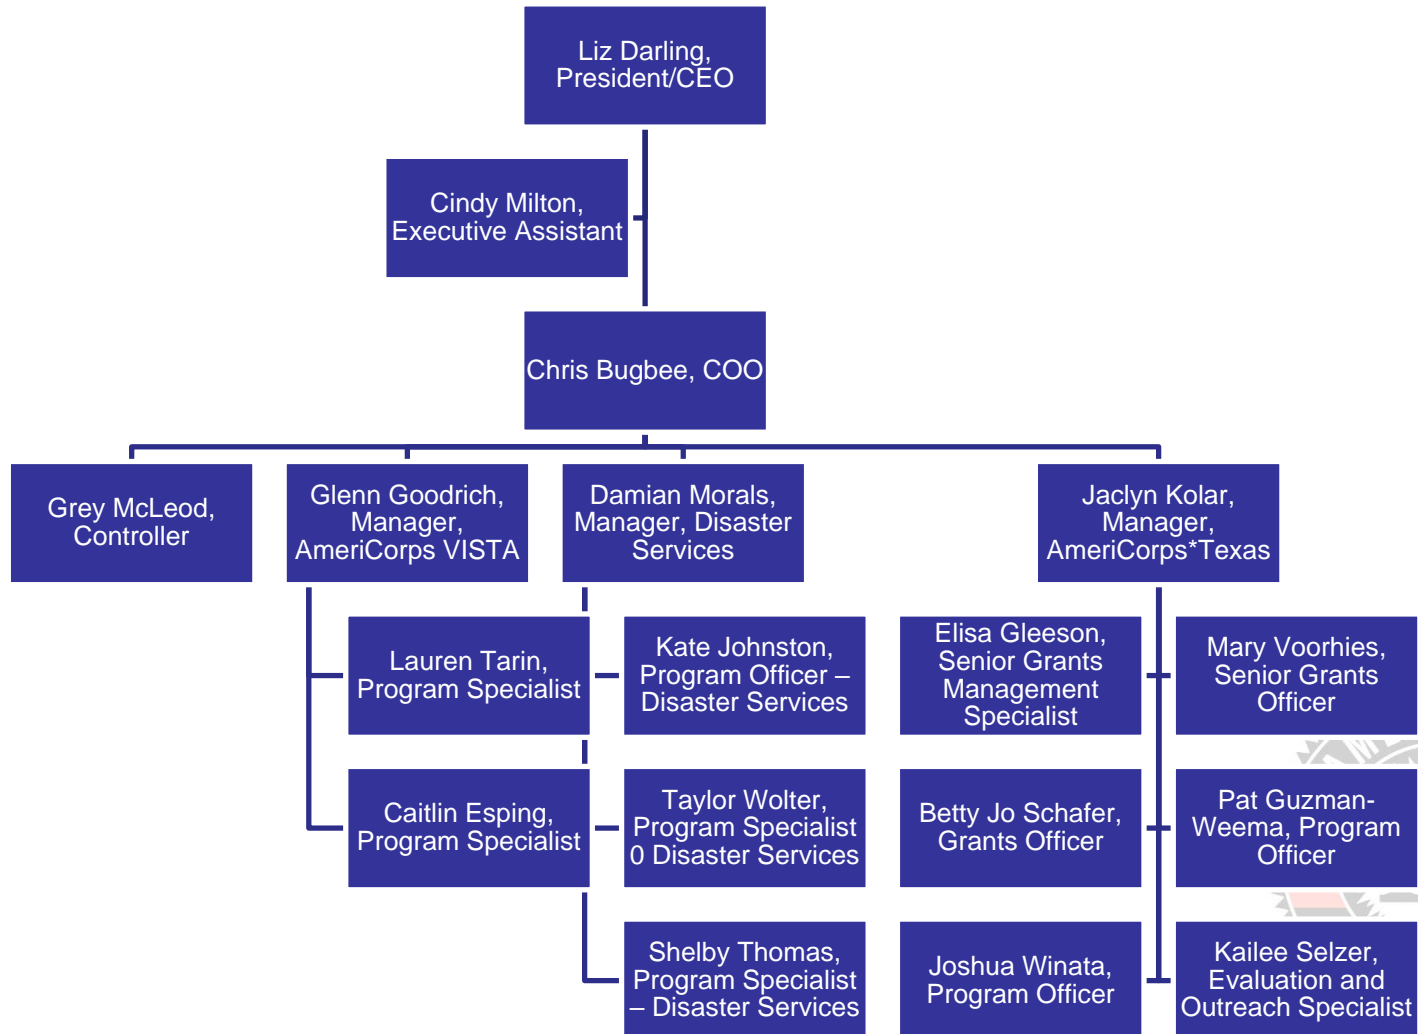 Liz Darling,
President/CEO
Cindy Milton,
Executive Assistant
Chris Bugbee, COO
Grey McLeod,
Controller
Glenn Goodrich,
Manager,
AmeriCorps VISTA
Damian Morals,
Manager, Disaster
Services
Jaclyn Kolar,
Manager,
AmeriCorps*Texas
Lauren Tarin,
Program Specialist
Kate Johnston,
Program Officer –
Disaster Services
Elisa Gleeson,
Senior Grants
Management
Specialist
Mary Voorhies,
Senior Grants
Officer
Caitlin Esping,
Program Specialist
Taylor Wolter,
Program Specialist
0 Disaster Services
Betty Jo Schafer,
Grants Officer
Pat Guzman-
Weema, Program
Officer
Shelby Thomas,
Program Specialist
– Disaster Services
Joshua Winata,
Program Officer
Kailee Selzer,
Evaluation and
Outreach Specialist